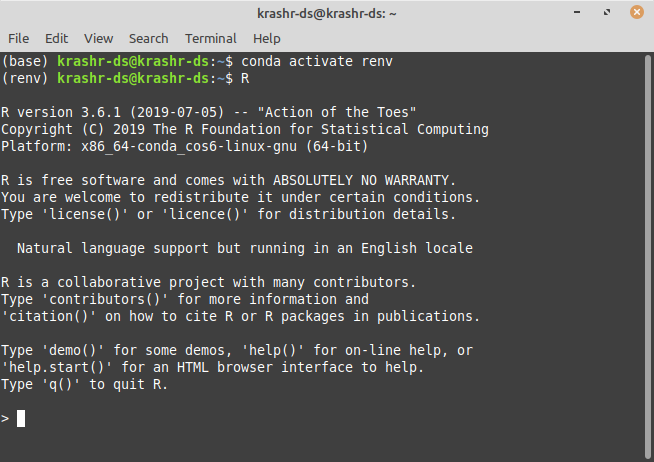 krashr-ds@krashr-ds: ~
File Edit View Search Terminal Help
(base) krashr-ds@krashr-ds:~$ conda activate renv
(renv) krashr-ds@krashr-ds:~$ R
R version 3.6.1 (2019-07-05) -- "Action of the Toes"
Copyright (C) 2019 The R Foundation for Statistical Computing
Platform: x86_64-conda_cos6-linux-gnu (64-bit)
R is free software and comes with ABSOLUTELY NO WARRANTY.
You are welcome to redistribute it under certain conditions.
Type 'license()' or 'licence()' for distribution details.
Natural language support but running in an English locale
R is a collaborative project with many contributors.
Type 'contributors()' for more information and
'citation()' on how to cite R or R packages in publications.
Type 'demo()' for some demos, 'help()' for on-line help, or
'help.start()' for an HTML browser interface to help.
Type 'q()' to quit R.
>